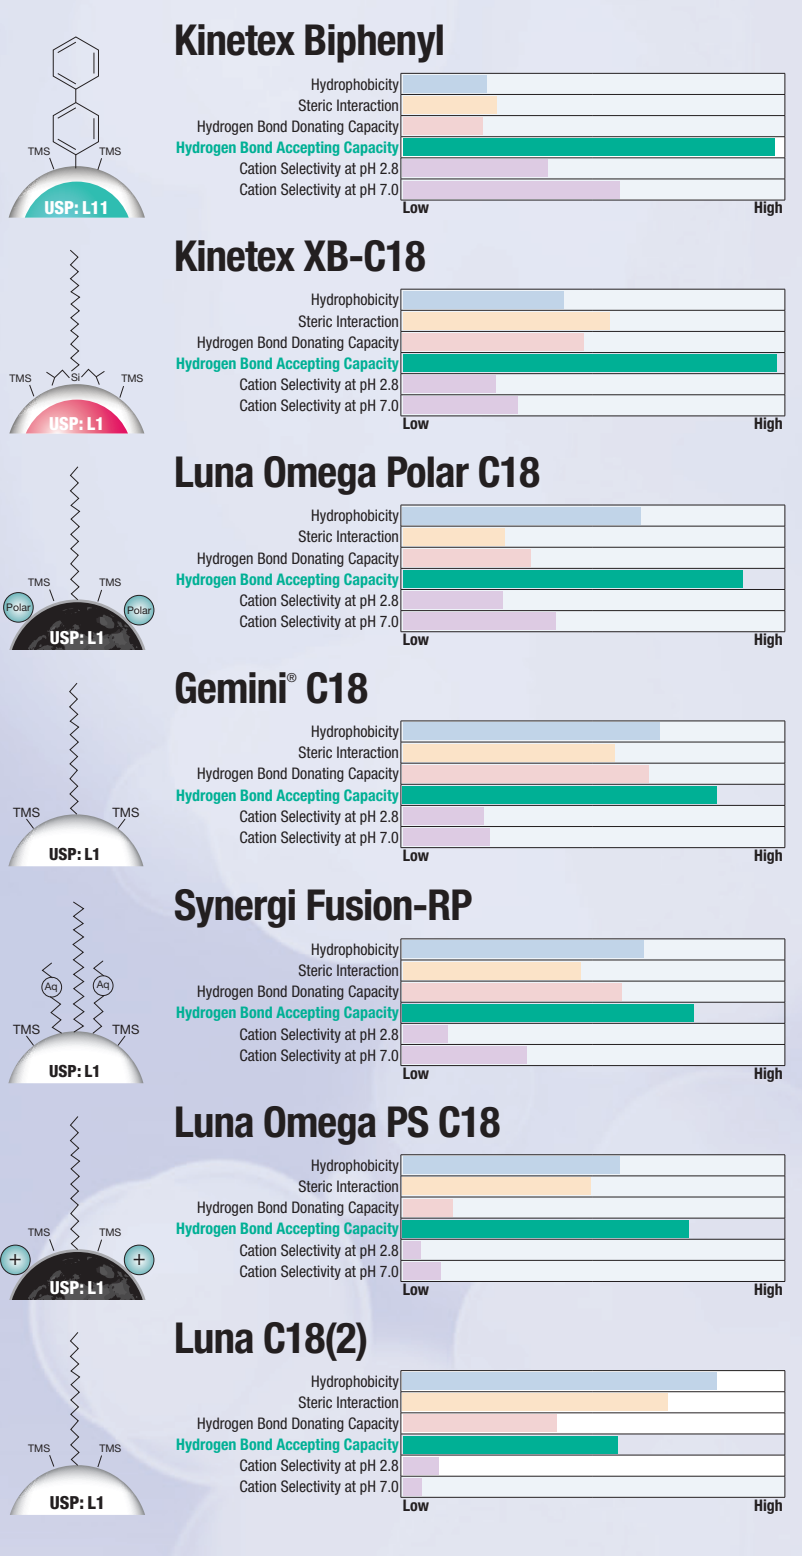 Kinetex Biphenyl
Hydrophobicity
Steric Interaction
Hydrogen Bond Donating Capacity
Hydrogen Bond Accepting Capacity
Cation Selectivity at pH 2.8
Cation Selectivity at pH 7.0
Low High
TMS TMS
USP: L11
Kinetex XB-C18
Hydrophobicity
Steric Interaction
Hydrogen Bond Donating Capacity
Hydrogen Bond Accepting Capacity
Cation Selectivity at pH 2.8
Cation Selectivity at pH 7.0
Low High
TMS Si TMS
USP: L1
Luna Omega Polar C18
Hydrophobicity
Steric Interaction
Hydrogen Bond Donating Capacity
Hydrogen Bond Accepting Capacity
Cation Selectivity at pH 2.8
Cation Selectivity at pH 7.0
Low High
TMS TMS
Polar Polar
USP: L1
Gemini® C18
Hydrophobicity
Steric Interaction
Hydrogen Bond Donating Capacity
Hydrogen Bond Accepting Capacity
Cation Selectivity at pH 2.8
Cation Selectivity at pH 7.0
Low High
TMS TMS
USP: L1
Synergi Fusion-RP
Hydrophobicity
Steric Interaction
Hydrogen Bond Donating Capacity
Hydrogen Bond Accepting Capacity
Cation Selectivity at pH 2.8
Cation Selectivity at pH 7.0
Low High
Aq Aq
TMS TMS
USP: L1
Luna Omega PS C18
Hydrophobicity
Steric Interaction
Hydrogen Bond Donating Capacity
Hydrogen Bond Accepting Capacity
Cation Selectivity at pH 2.8
Cation Selectivity at pH 7.0
Low High
TMS TMS
+ +
USP: L1
Luna C18(2)
Hydrophobicity
Steric Interaction
Hydrogen Bond Donating Capacity
Hydrogen Bond Accepting Capacity
Cation Selectivity at pH 2.8
Cation Selectivity at pH 7.0
Low High
TMS TMS
USP: L1